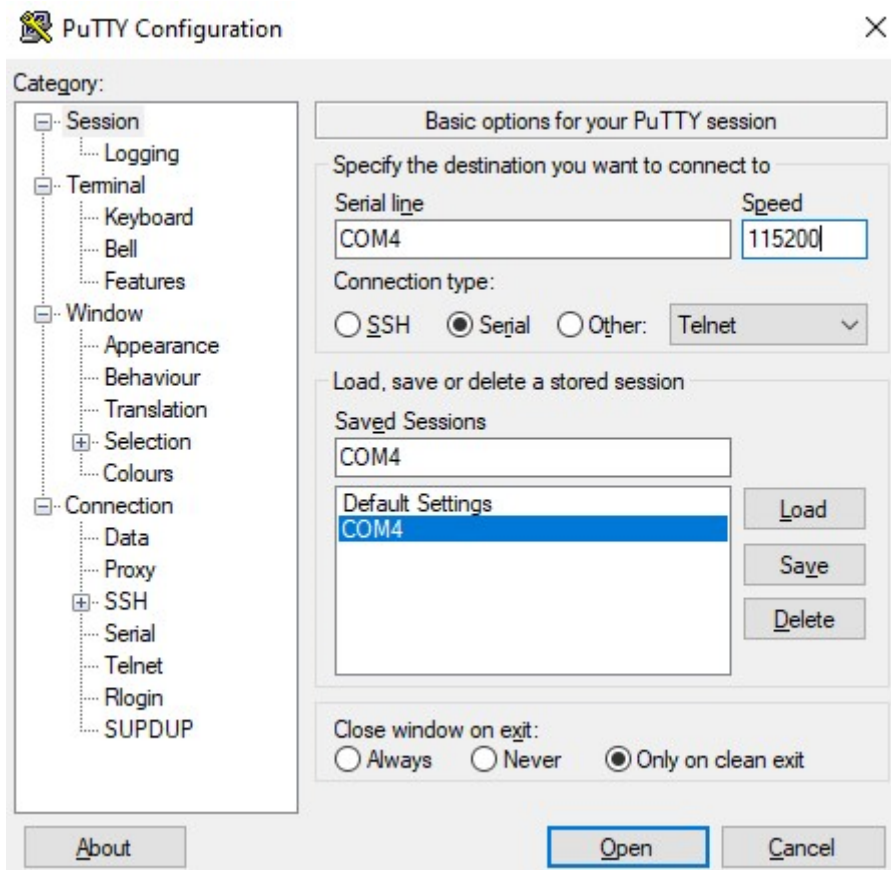 PuTTY Configuration
Category:
Session
Logging
Terminal
Keyboard
Bell
Features
Window
Appearance
Behaviour
Translation
Selection
Colours
Connection
Data
Proxy
SSH
Serial
Telnet
Rlogin
SUPDUP
Basic options for your PuTTY session
Specify the destination you want to connect to
Serial line Speed
COM4 115200
Connection type:
SSH Serial Other: Telnet
Load, save or delete a stored session
Saved Sessions
COM4
Default Settings
COM4
Load
Save
Delete
Close window on exit:
Always Never Only on clean exit
About Open Cancel